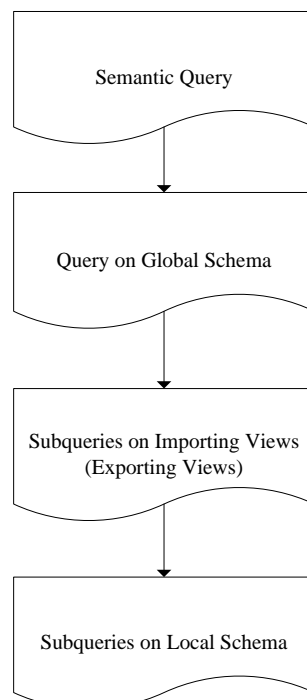 Semantic Query
Query on Global Schema
Subqueries on Importing Views
(Exporting Views)
Subqueries on Local Schema